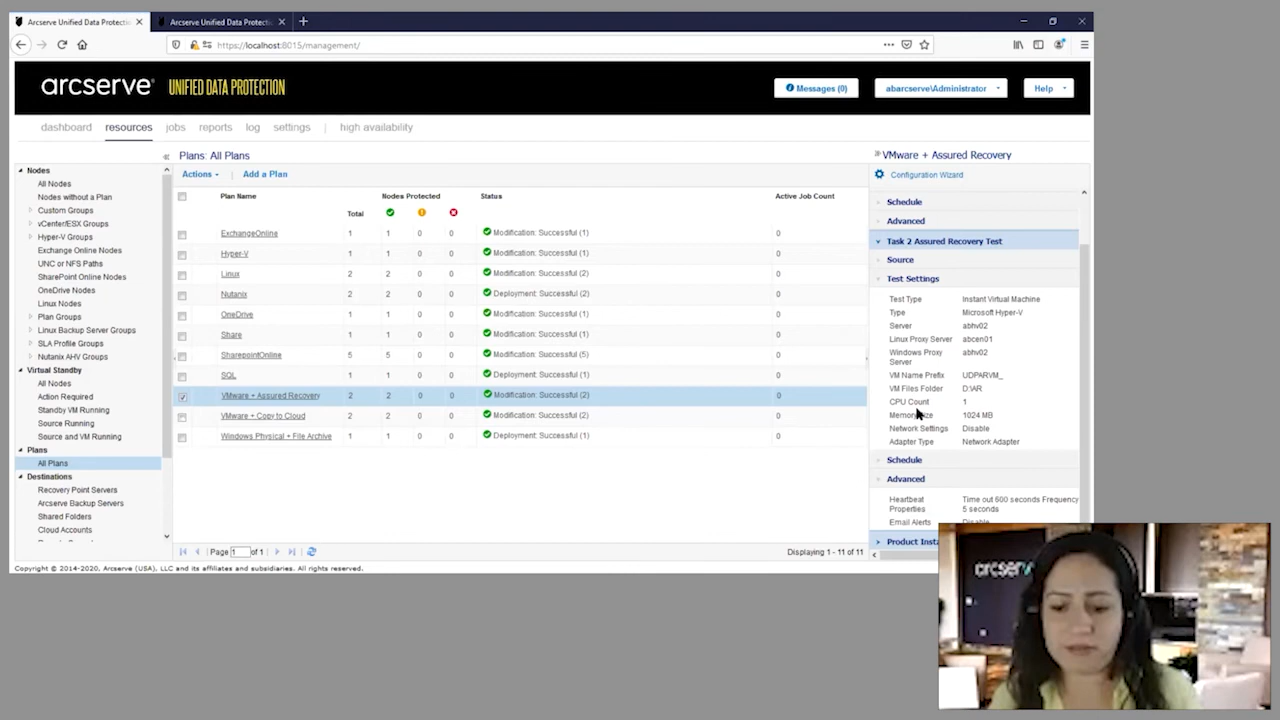 Arcserve Unified Data Protectio
Arcserve Unified Data Protectio
https://localhost:8015/management/
arcserve® UNIFIED DATA PROTECTION
Messages (0)
abarcserve\Administrator
Help
dashboard resources jobs reports log settings | high availability
Nodes
All Nodes
Nodes without a Plan
Custom Groups
vCenter/ESX Groups
Hyper-V Groups
Exchange Online Nodes
UNC or NFS Paths
SharePoint Online Nodes
OneDrive Nodes
Linux Nodes
Plan Groups
Linux Backup Server Groups
SLA Profile Groups
Nutanix AHV Groups
Virtual Standby
All Nodes
Action Required
Standby VM Running
Source Running
Source and VM Running
Plans
All Plans
Destinations
Recovery Point Servers
Arcserve Backup Servers
Shared Folders
Cloud Accounts
Plans: All Plans
Actions | Add a Plan
Plan Name Nodes Protected Status Active Job Count
Total
ExchangeOnline 1 1 0 0 Modification: Successful (1) 0
Hyper-V 1 1 0 0 Modification: Successful (1) 0
Linux 2 2 0 0 Modification: Successful (2) 0
Nutanix 2 2 0 0 Deployment: Successful (2) 0
OneDrive 1 1 0 0 Modification: Successful (1) 0
Share 1 1 0 0 Modification: Successful (1) 0
SharepointOnline 5 5 0 0 Modification: Successful (5) 0
SQL 1 1 0 0 Deployment: Successful (1) 0
VMware + Assured Recovery 2 2 0 0 Modification: Successful (2) 0
VMware + Copy to Cloud 2 2 0 0 Modification: Successful (2) 0
Windows Physical + File Archive 1 1 0 0 Deployment: Successful (1) 0
Page 1 of 1
Displaying 1 - 11 of 11
VMware + Assured Recovery
Configuration Wizard
Schedule
Advanced
Task 2 Assured Recovery Test
Source
Test Settings
Test Type Instant Virtual Machine
Type Microsoft Hyper-V
Server abhv02
Linux Proxy Server abcen01
Windows Proxy Server abhv02
VM Name Prefix UDPARVM_
VM Files Folder D:\AR
CPU Count 1
Memory Size 1024 MB
Network Settings Disable
Adapter Type Network Adapter
Schedule
Advanced
Heartbeat Time out 600 seconds Frequency
Properties 5 seconds
Email Alerts Disable
Product Insta
Copyright © 2014-2020, Arcserve (USA), LLC and its affiliates and subsidiaries. All rights reserved.
arcserv